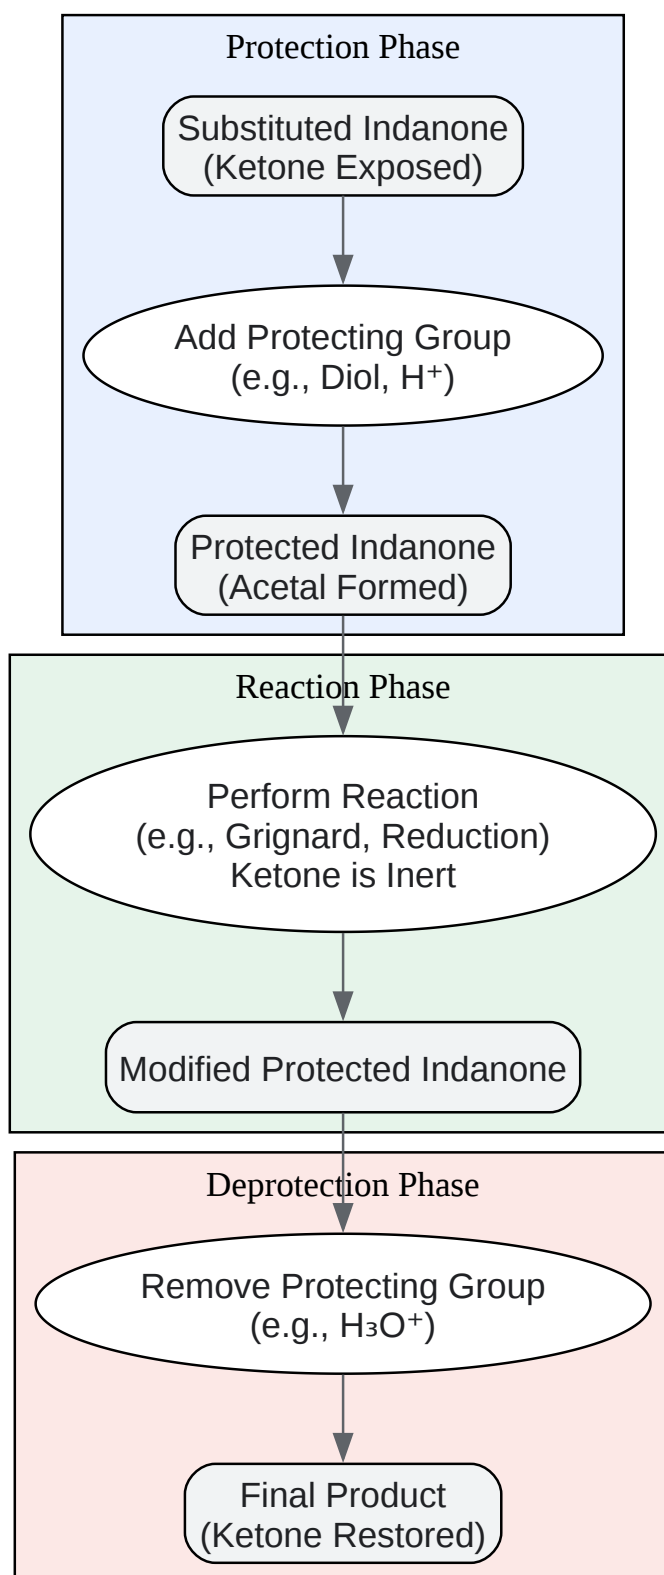 Protection Phase
Substituted Indanone
(Ketone Exposed)
Add Protecting Group
(e.g., Diol, H⁺)
Protected Indanone
(Acetal Formed)
Reaction Phase
Perform Reaction
(e.g., Grignard, Reduction)
Ketone is Inert
Modified Protected Indanone
Deprotection Phase
Remove Protecting Group
(e.g., H₃O⁺)
Final Product
(Ketone Restored)